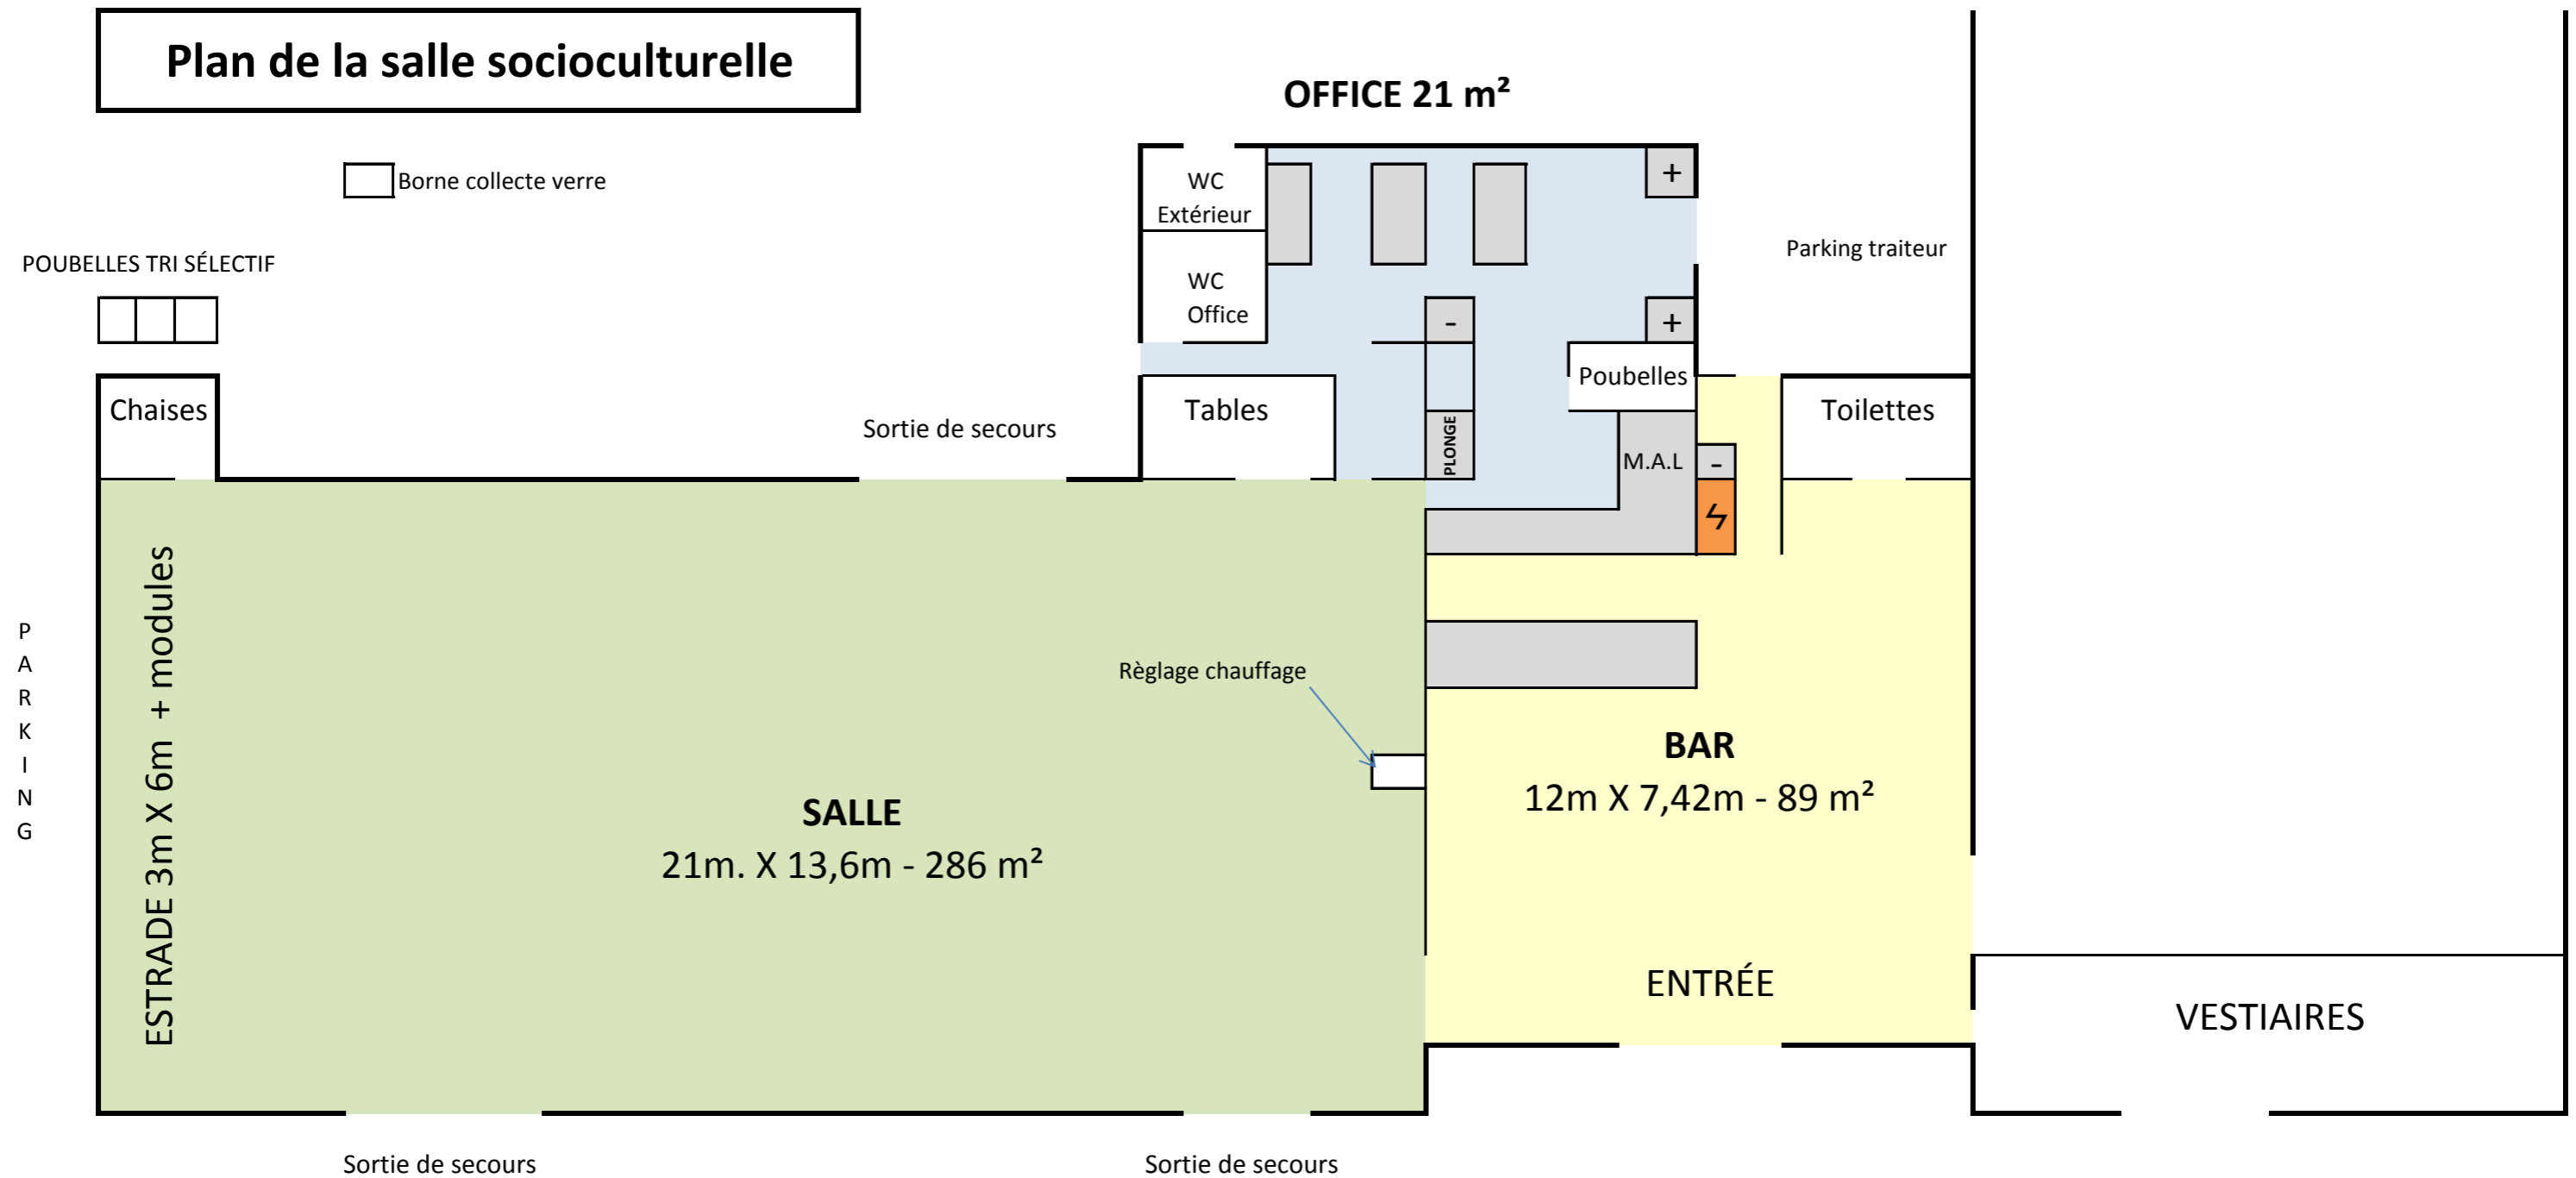 Plan de la salle socioculturelle
OFFICE 21 m²
Borne collecte verre
WC
Extérieur
+
POUBELLES TRI SÉLECTIF
Parking traiteur
WC
Office
-
+
Chaises
Sortie de secours
Tables
PLONGE
Poubelles
M.A.L
-
Toilettes
PARKING
ESTRADE 3m X 6m + modules
Règlage chauffage
SALLE
21m. X 13,6m - 286 m²
BAR
12m X 7,42m - 89 m²
ENTRÉE
VESTIAIRES
Sortie de secours
Sortie de secours